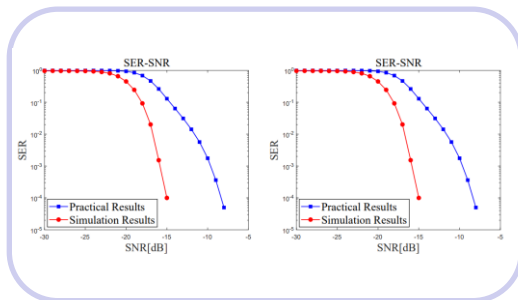 SER-SNR
10⁰
10⁻¹
10⁻²
10⁻³
10⁻⁴
10⁻⁵
SER
Practical Results
Simulation Results
-30 -25 -20 -15 -10 -5
SNR[dB]
SER-SNR
10⁰
10⁻¹
10⁻²
10⁻³
10⁻⁴
10⁻⁵
SER
Practical Results
Simulation Results
-30 -25 -20 -15 -10 -5
SNR[dB]